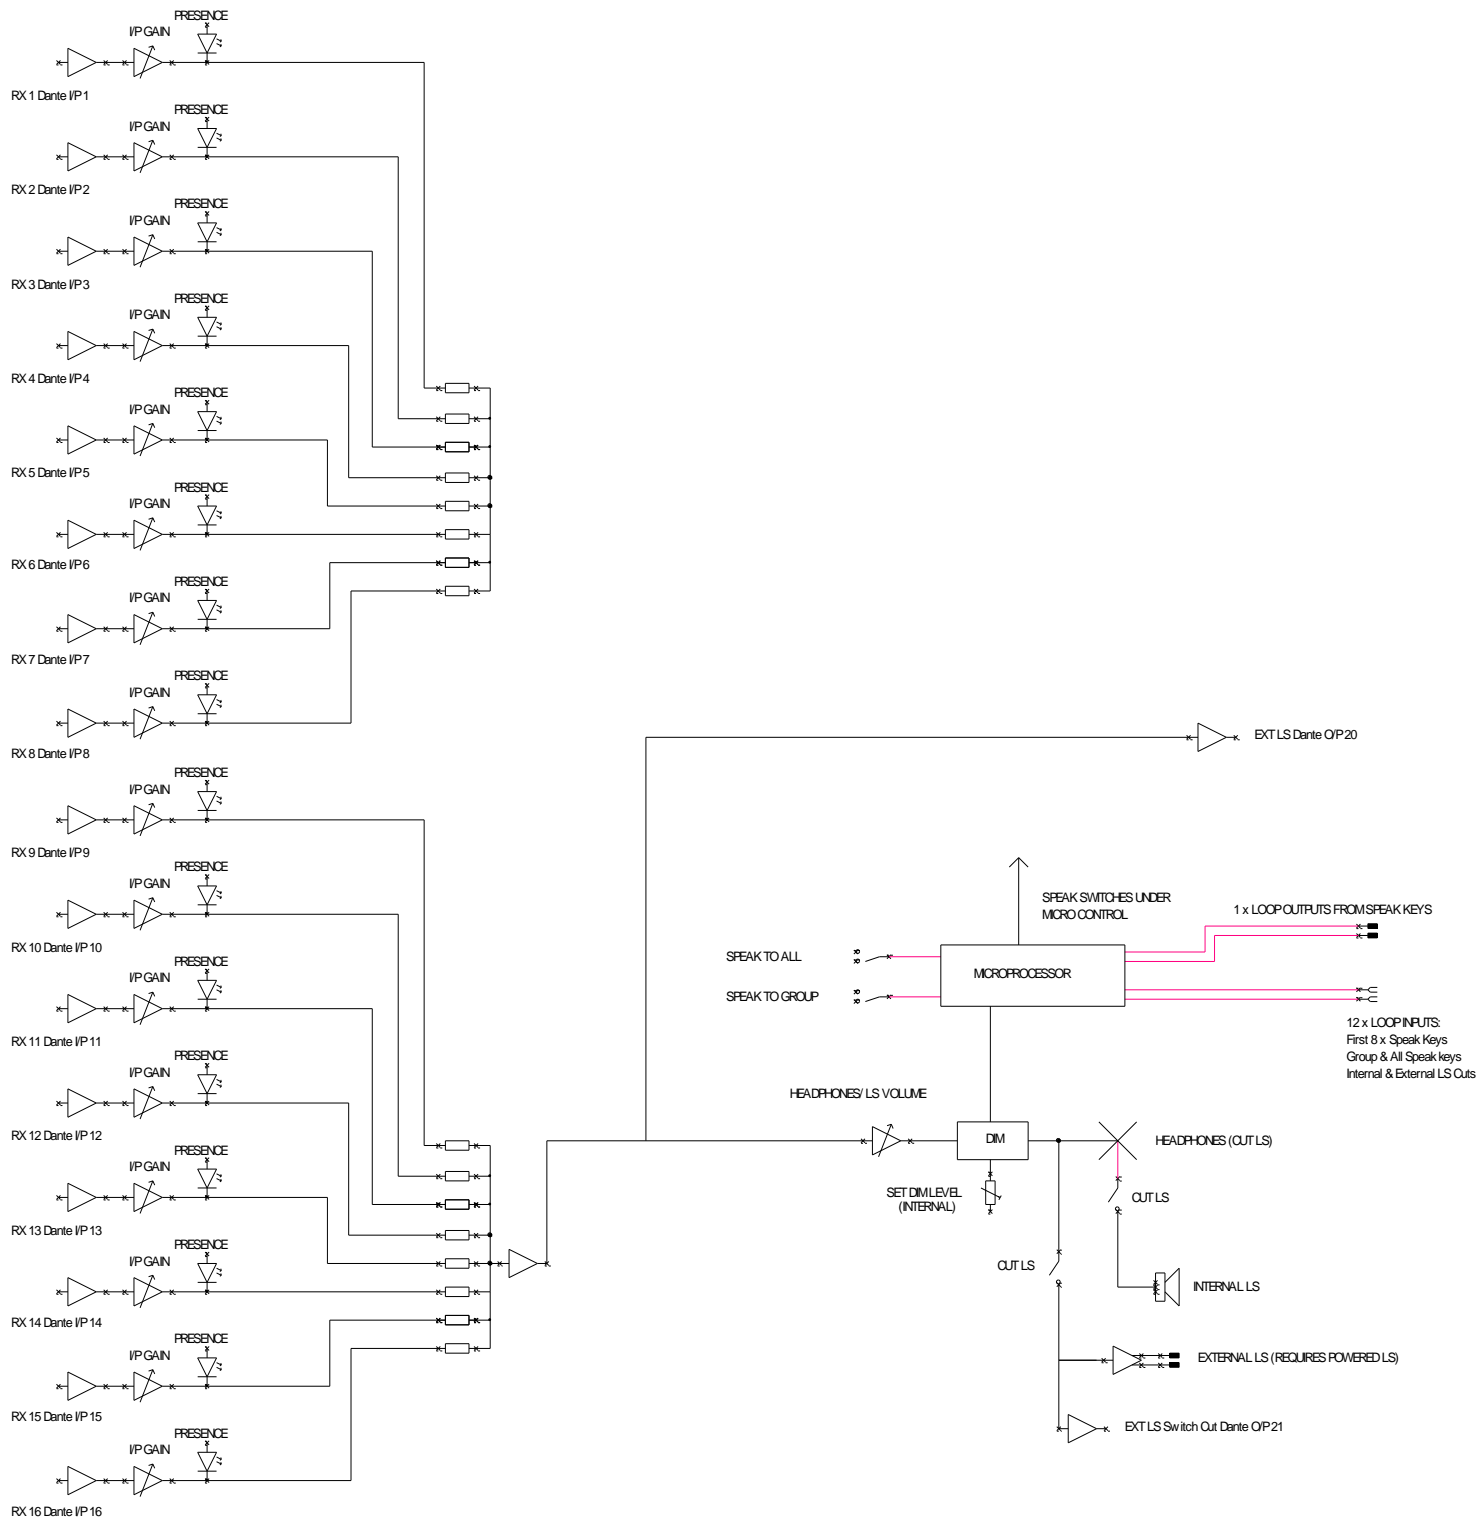 PRESENCE
I/P GAIN
RX 1 Dante I/P 1
PRESENCE
I/P GAIN
RX 2 Dante I/P 2
PRESENCE
I/P GAIN
RX 3 Dante I/P 3
PRESENCE
I/P GAIN
RX 4 Dante I/P 4
PRESENCE
I/P GAIN
RX 5 Dante I/P 5
PRESENCE
I/P GAIN
RX 6 Dante I/P 6
PRESENCE
I/P GAIN
RX 7 Dante I/P 7
PRESENCE
I/P GAIN
RX 8 Dante I/P 8
PRESENCE
I/P GAIN
RX 9 Dante I/P 9
PRESENCE
I/P GAIN
RX 10 Dante I/P 10
PRESENCE
I/P GAIN
RX 11 Dante I/P 11
PRESENCE
I/P GAIN
RX 12 Dante I/P 12
PRESENCE
I/P GAIN
RX 13 Dante I/P 13
PRESENCE
I/P GAIN
RX 14 Dante I/P 14
PRESENCE
I/P GAIN
RX 15 Dante I/P 15
PRESENCE
I/P GAIN
RX 16 Dante I/P 16
EXT LS Dante O/P 20
SPEAK SWITCHES UNDER
MICRO CONTROL
1 x LOOP OUTPUTS FROM SPEAK KEYS
SPEAK TO ALL
MICROPROCESSOR
SPEAK TO GROUP
12 x LOOP INPUTS:
First 8 x Speak Keys
Group & All Speak keys
Internal & External LS Cuts
HEADPHONES/ LS VOLUME
DIM
HEADPHONES (CUT LS)
SET DIM LEVEL
(INTERNAL)
CUT LS
CUT LS
INTERNAL LS
EXTERNAL LS (REQUIRES POWERED LS)
EXT LS Switch Cut Dante O/P 21